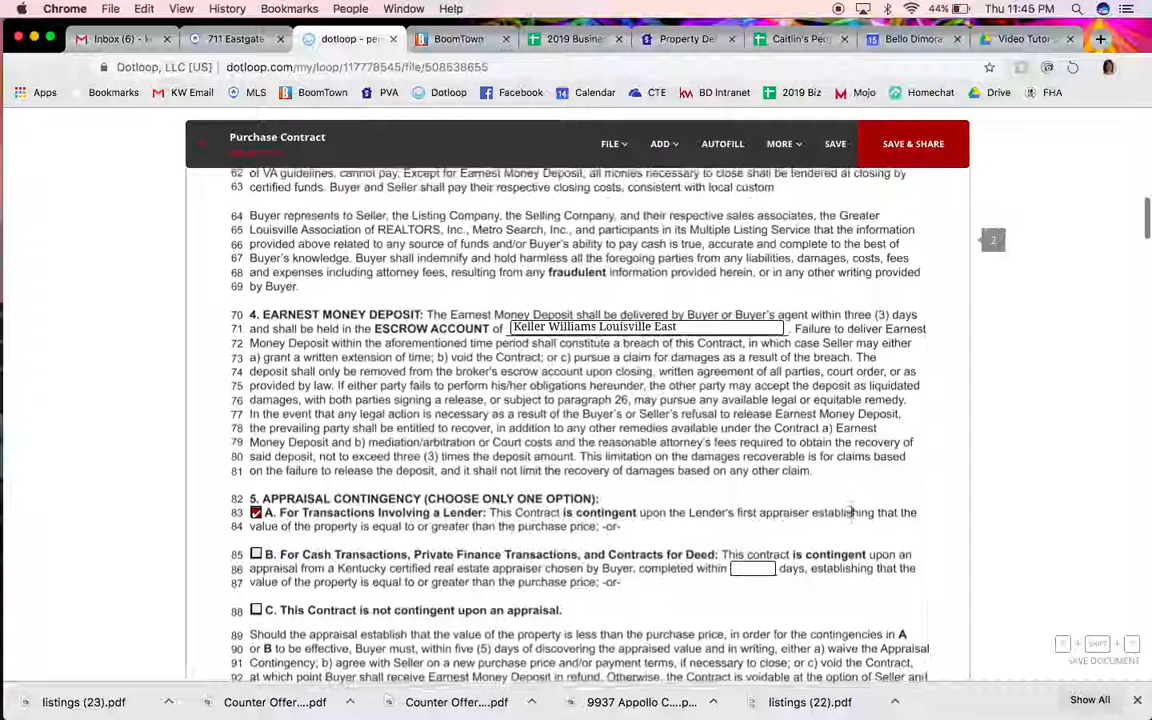 Chrome File Edit View History Bookmarks People Window Help 44% Thu 11:45 PM
Inbox (6) - k 711 Eastgate dotloop - pe BoomTown 2019 Busine Property De Caitlin's Peo Bello Dimora Video Tutor
Dotloop, LLC [US] dotloop.com/my/loop/117778545/file/508538655
Apps Bookmarks KW Email MLS BoomTown PVA Dotloop Facebook Calendar CTE BD Intranet 2019 Biz Mojo Homechat Drive FHA
Purchase Contract
FILE ADD AUTOFILL MORE SAVE SAVE & SHARE
62 of VA guidelines, cannot pay. Except for Earnest Money Deposit, all monies necessary to close shall be tendered at closing by
63 certified funds. Buyer and Seller shall pay their respective closing costs, consistent with local custom
64 Buyer represents to Seller, the Listing Company, the Selling Company, and their respective sales associates, the Greater
65 Louisville Association of REALTORS, Inc., Metro Search, Inc., and participants in its Multiple Listing Service that the information
66 provided above related to any source of funds and/or Buyer's ability to pay cash is true, accurate and complete to the best of
67 Buyer's knowledge. Buyer shall indemnify and hold harmless all the foregoing parties from any liabilities, damages, costs, fees
68 and expenses including attorney fees, resulting from any fraudulent information provided herein, or in any other writing provided
69 by Buyer.
2
70 4. EARNEST MONEY DEPOSIT: The Earnest Money Deposit shall be delivered by Buyer or Buyer's agent within three (3) days
71 and shall be held in the ESCROW ACCOUNT of Keller Williams Louisville East . Failure to deliver Earnest
72 Money Deposit within the aforementioned time period shall constitute a breach of this Contract, in which case Seller may either
73 a) grant a written extension of time; b) void the Contract; or c) pursue a claim for damages as a result of the breach. The
74 deposit shall only be removed from the broker's escrow account upon closing, written agreement of all parties, court order, or as
75 provided by law. If either party fails to perform his/her obligations hereunder, the other party may accept the deposit as liquidated
76 damages, with both parties signing a release, or subject to paragraph 26, may pursue any available legal or equitable remedy.
77 In the event that any legal action is necessary as a result of the Buyer's or Seller's refusal to release Earnest Money Deposit,
78 the prevailing party shall be entitled to recover, in addition to any other remedies available under the Contract a) Earnest
79 Money Deposit and b) mediation/arbitration or Court costs and the reasonable attorney's fees required to obtain the recovery of
80 said deposit, not to exceed three (3) times the deposit amount. This limitation on the damages recoverable is for claims based
81 on the failure to release the deposit, and it shall not limit the recovery of damages based on any other claim.
82 5. APPRAISAL CONTINGENCY (CHOOSE ONLY ONE OPTION):
83 A. For Transactions Involving a Lender: This Contract is contingent upon the Lender's first appraiser establishing that the
84 value of the property is equal to or greater than the purchase price; -or-
85 B. For Cash Transactions, Private Finance Transactions, and Contracts for Deed: This contract is contingent upon an
86 appraisal from a Kentucky certified real estate appraiser chosen by Buyer, completed within days, establishing that the
87 value of the property is equal to or greater than the purchase price; -or-
88 C. This Contract is not contingent upon an appraisal.
89 Should the appraisal establish that the value of the property is less than the purchase price, in order for the contingencies in A
90 or B to be effective, Buyer must, within five (5) days of discovering the appraised value and in writing, either a) waive the Appraisal
91 Contingency; b) agree with Seller on a new purchase price and/or payment terms, if necessary to close; or c) void the Contract,
92 at which point Buyer shall receive Earnest Money Deposit in refund. Otherwise, the Contract is voidable at the option of Seller and
+ SHIFT +
SAVE DOCUMENT
listings (23).pdf Counter Offer....pdf Counter Offer....pdf 9937 Appollo C....pdf listings (22).pdf Show All